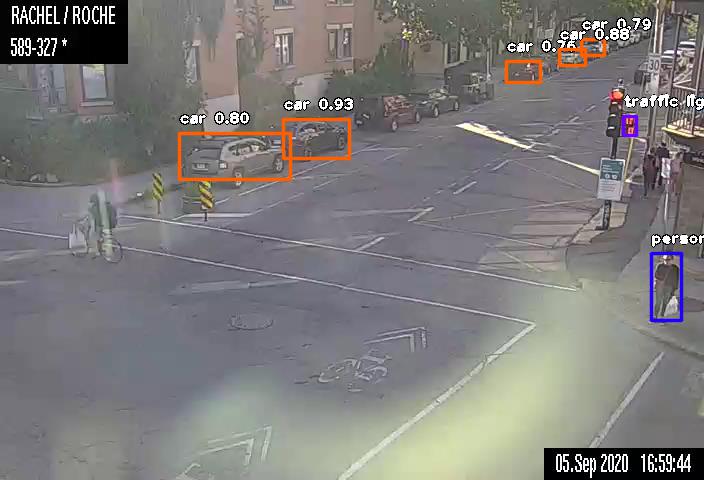 RACHEL / ROCHE
589-327 *
car 0.79
car 0.88
car 0.76
traffic lig
car 0.93
car 0.80
person
05.Sep 2020 16:59:44